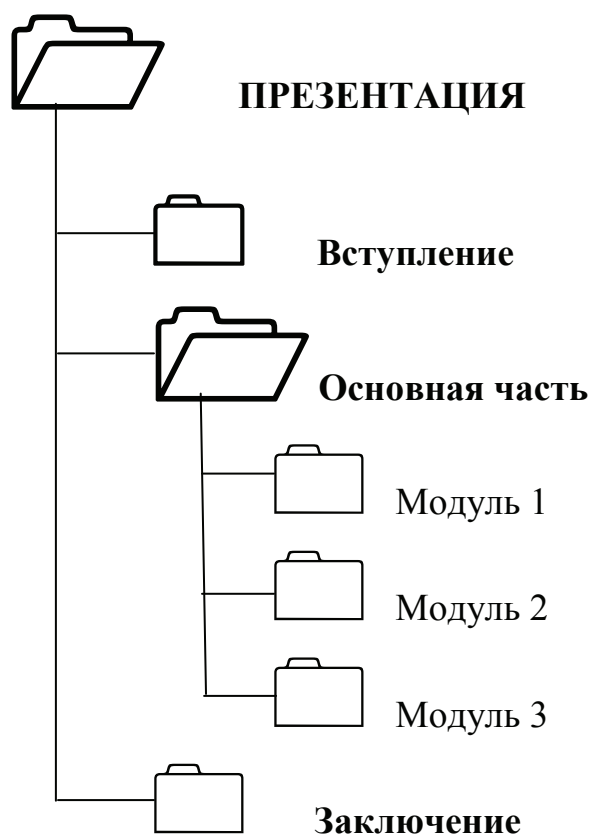 ПРЕЗЕНТАЦИЯ
Вступление
Основная часть
Модуль 1
Модуль 2
Модуль 3
Заключение